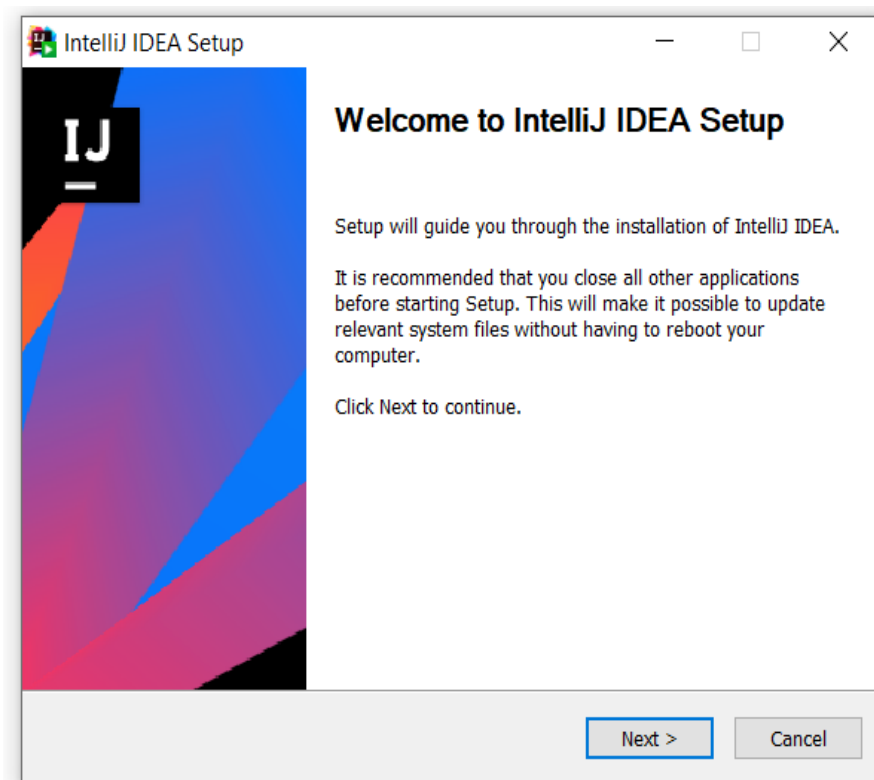 IntelliJ IDEA Setup
IJ
Welcome to IntelliJ IDEA Setup
Setup will guide you through the installation of IntelliJ IDEA.
It is recommended that you close all other applications
before starting Setup. This will make it possible to update
relevant system files without having to reboot your
computer.
Click Next to continue.
Next >
Cancel